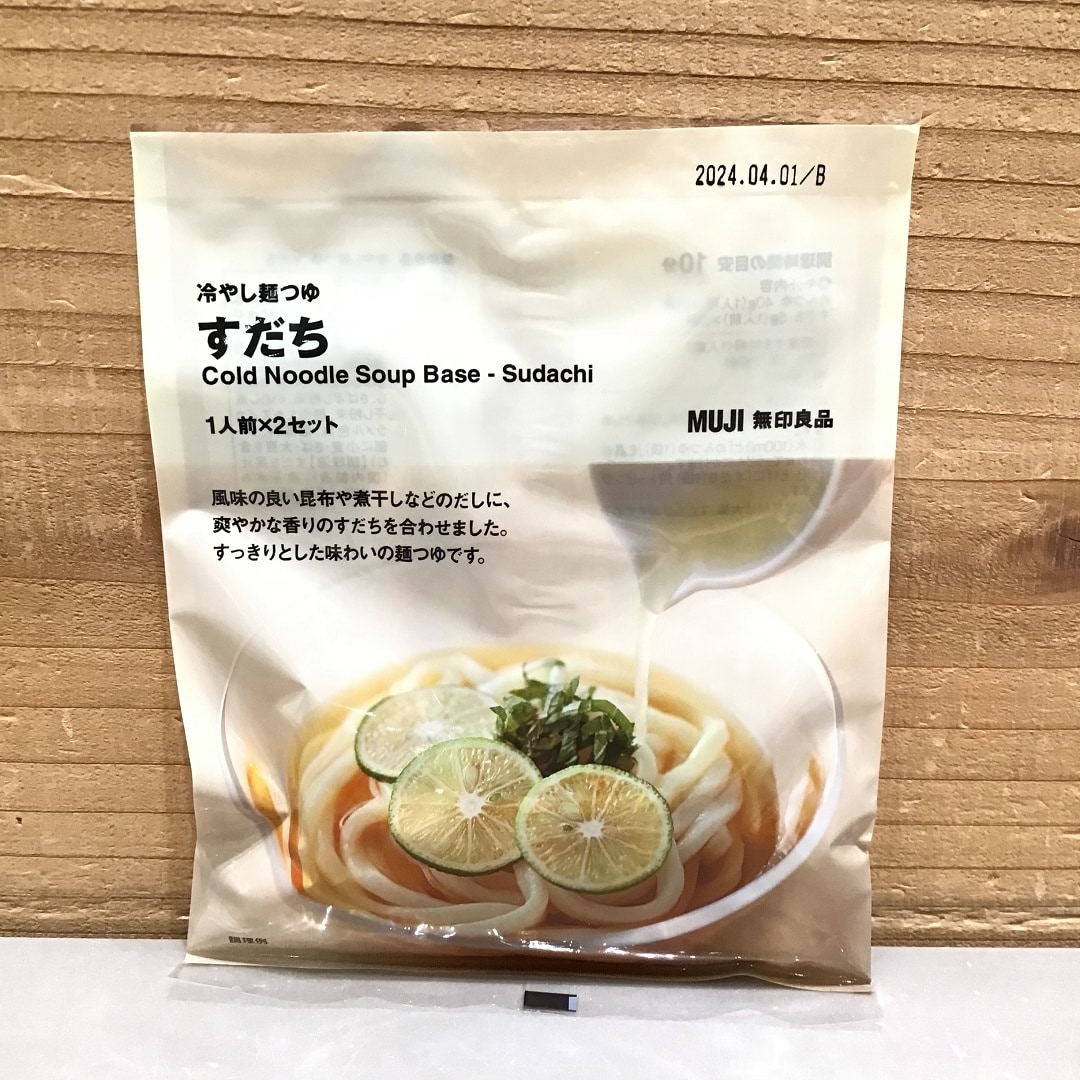 2024.04.01/B
冷やし麺つゆ
すだち
Cold Noodle Soup Base - Sudachi
1人前×2セット
MUJI 無印良品
風味の良い昆布や煮干しなどのだしに、
爽やかな香りのすだちを合わせました。
すっきりとした味わいの麺つゆです。
調理例